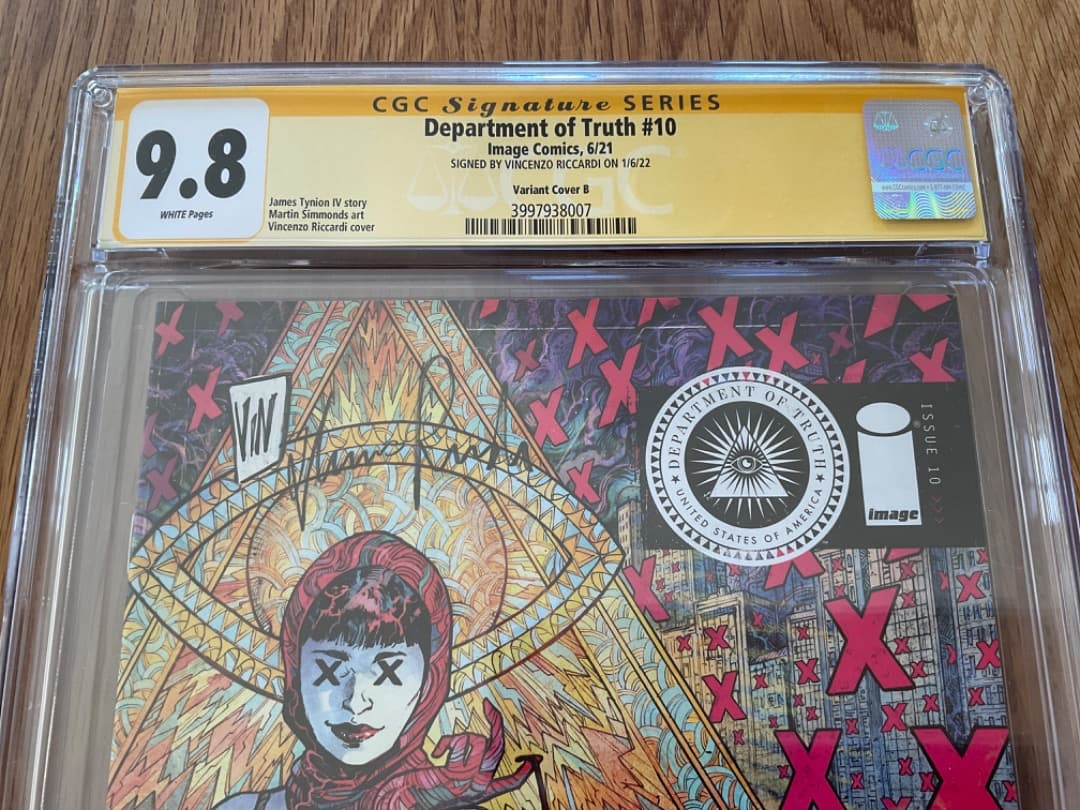 CGC Signature SERIES
9.8
WHITE Pages
Department of Truth #10
Image Comics, 6/21
SIGNED BY VINCENZO RICCARDI ON 1/6/22
Variant Cover B
3997938007
James Tynion IV story
Martin Simmonds art
Vincenzo Riccardi cover
CGC
CGC
VIN
DEPARTMENT OF TRUTH
UNITED STATES OF AMERICA
i
image
ISSUE 10 >>>
X X